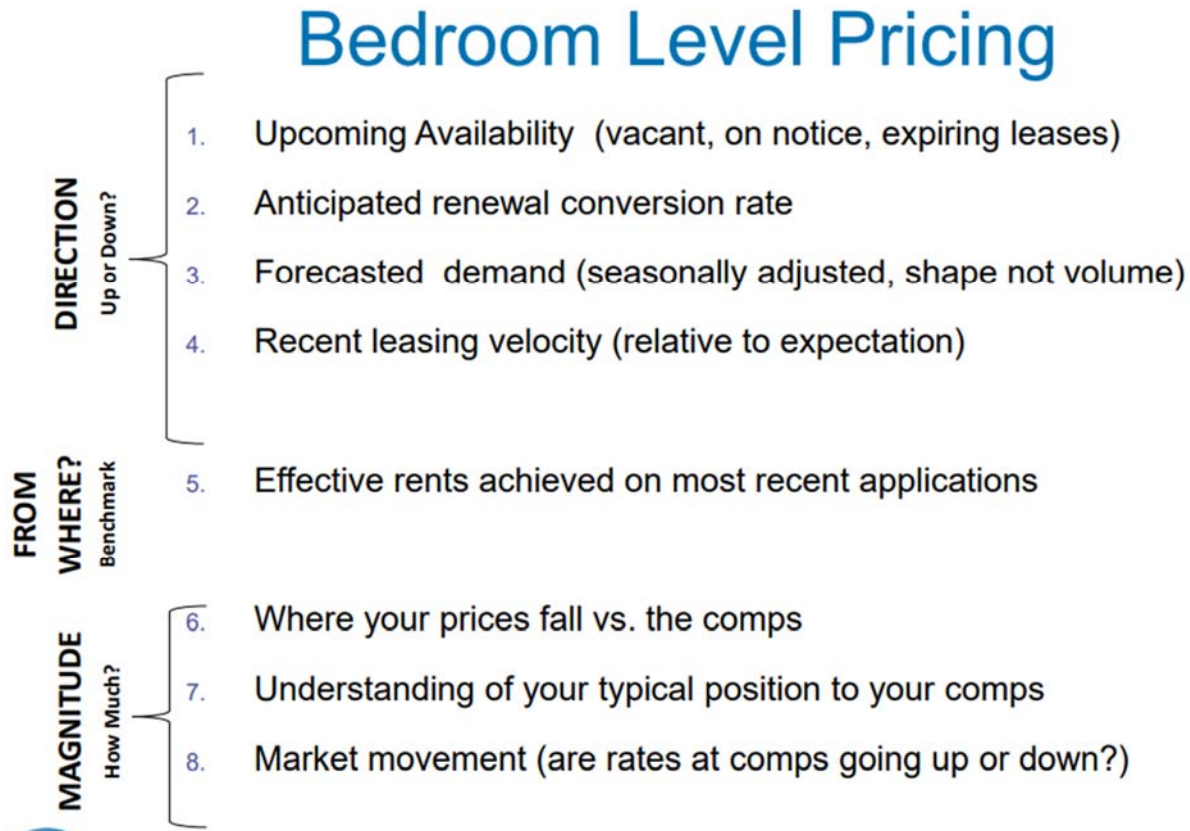 Bedroom Level Pricing
DIRECTION
Up or Down?
1. Upcoming Availability (vacant, on notice, expiring leases)
2. Anticipated renewal conversion rate
3. Forecasted demand (seasonally adjusted, shape not volume)
4. Recent leasing velocity (relative to expectation)
FROM
WHERE?
Benchmark
5. Effective rents achieved on most recent applications
MAGNITUDE
How Much?
6. Where your prices fall vs. the comps
7. Understanding of your typical position to your comps
8. Market movement (are rates at comps going up or down?)